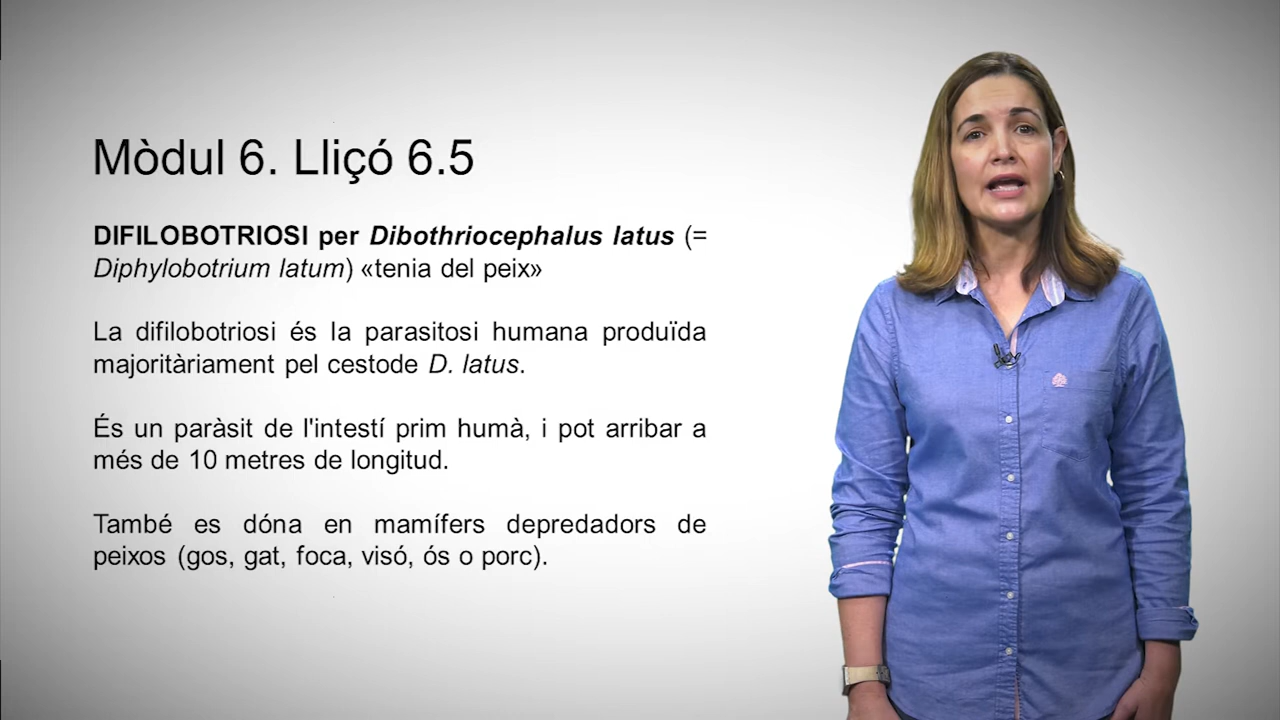 Mòdul 6. Lliçó 6.5
DIFILOBOTRIOSI per Dibothriocephalus latus (=
Diphylobotrium latum) «tenia del peix»
La difilobotriosi és la parasitosi humana produïda
majoritàriament pel cestode D. latus.
És un paràsit de l'intestí prim humà, i pot arribar a
més de 10 metres de longitud.
També es dóna en mamífers depredadors de
peixos (gos, gat, foca, visó, ós o porc).